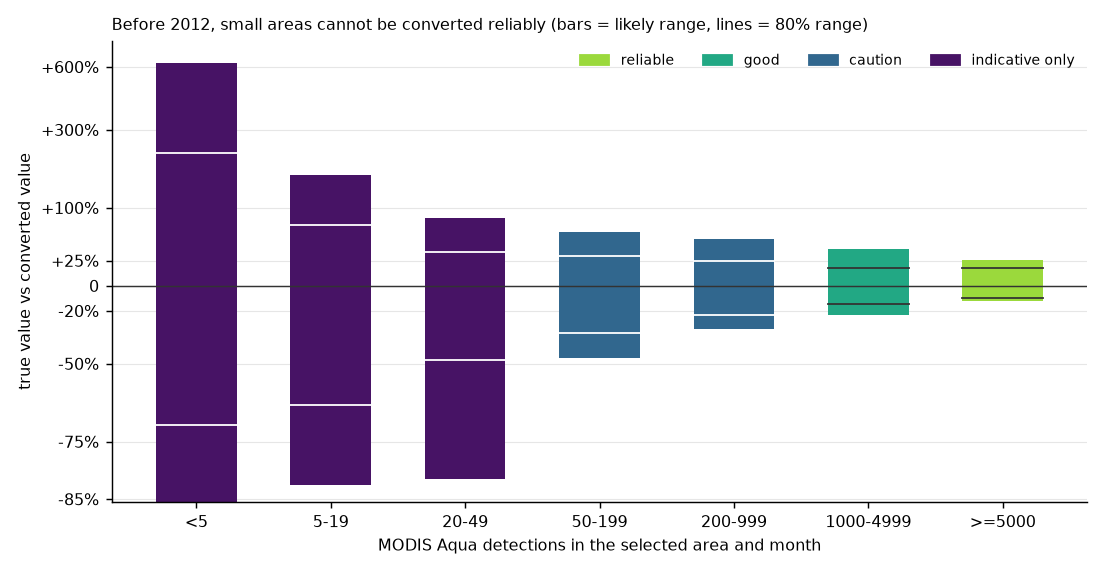 Before 2012, small areas cannot be converted reliably (bars = likely range, lines = 80% range)
reliable
good
caution
indicative only
true value vs converted value
+600%
+300%
+100%
+25%
0
-20%
-50%
-75%
-85%
<5
5-19
20-49
50-199
200-999
1000-4999
>=5000
MODIS Aqua detections in the selected area and month